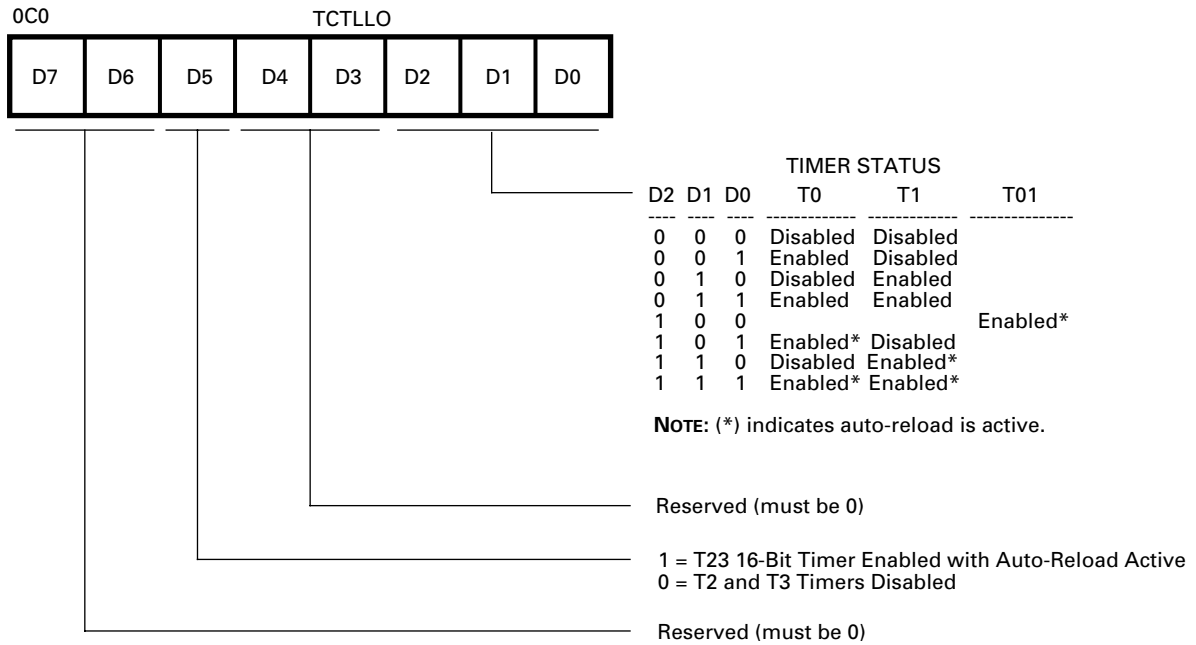 0C0 TCTLLO
D7 D6 D5 D4 D3 D2 D1 D0
TIMER STATUS
D2 D1 D0 T0 T1 T01
---- ---- ---- -------------- -------------- ----------------
0 0 0 Disabled Disabled
0 0 1 Enabled Disabled
0 1 0 Disabled Enabled
0 1 1 Enabled Enabled
1 0 0 Enabled*
1 0 1 Enabled* Disabled
1 1 0 Disabled Enabled*
1 1 1 Enabled* Enabled*
NOTE: (*) indicates auto-reload is active.
Reserved (must be 0)
1 = T23 16-Bit Timer Enabled with Auto-Reload Active
0 = T2 and T3 Timers Disabled
Reserved (must be 0)